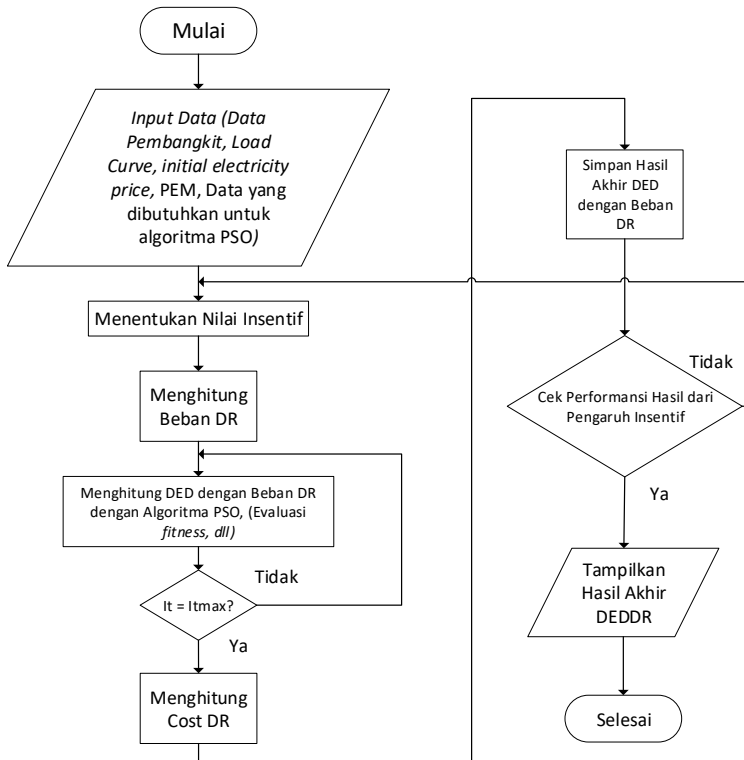 Mulai
Input Data (Data
Pembangkit, Load
Curve, initial electricity
price, PEM, Data yang
dibutuhkan untuk
algoritma PSO)
Menentukan Nilai Insentif
Menghitung
Beban DR
Menghitung DED dengan Beban DR
dengan Algoritma PSO, (Evaluasi
fitness, dll)
Tidak
It = Itmax?
Ya
Menghitung
Cost DR
Simpan Hasil
Akhir DED
dengan Beban
DR
Tidak
Cek Performansi Hasil dari
Pengaruh Insentif
Ya
Tampilkan
Hasil Akhir
DEDDR
Selesai